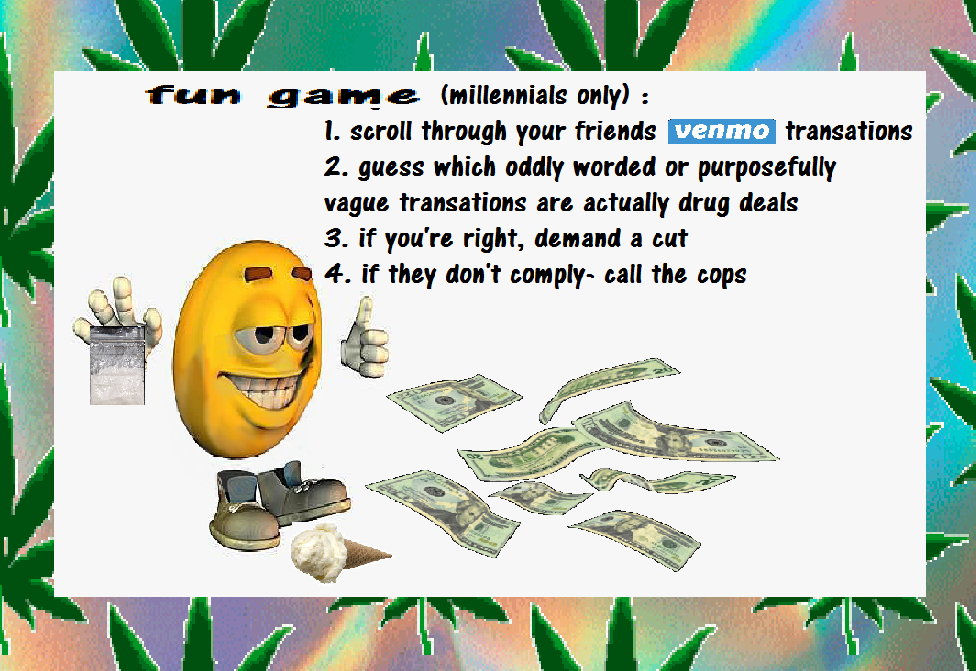 fun game (millennials only) :
1. scroll through your friends venmo transations
2. guess which oddly worded or purposefully
vague transations are actually drug deals
3. if you're right, demand a cut
4. if they don't comply- call the cops